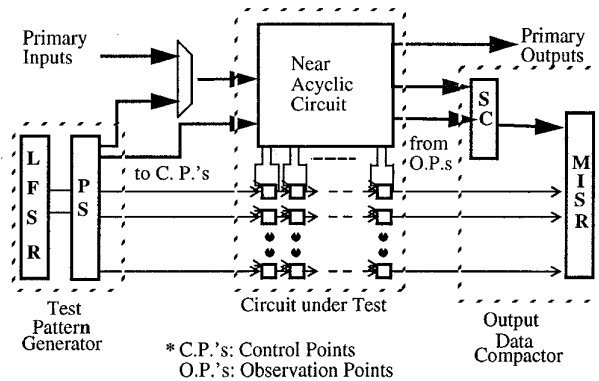 Primary
Inputs
Near
Acyclic
Circuit
Primary
Outputs
S
C
from
O.P.s
to C. P.'s
L
F
S
R
P
S
M
I
S
R
Test
Pattern
Generator
Circuit under Test
Output
Data
Compactor
* C.P.'s: Control Points
O.P.'s: Observation Points